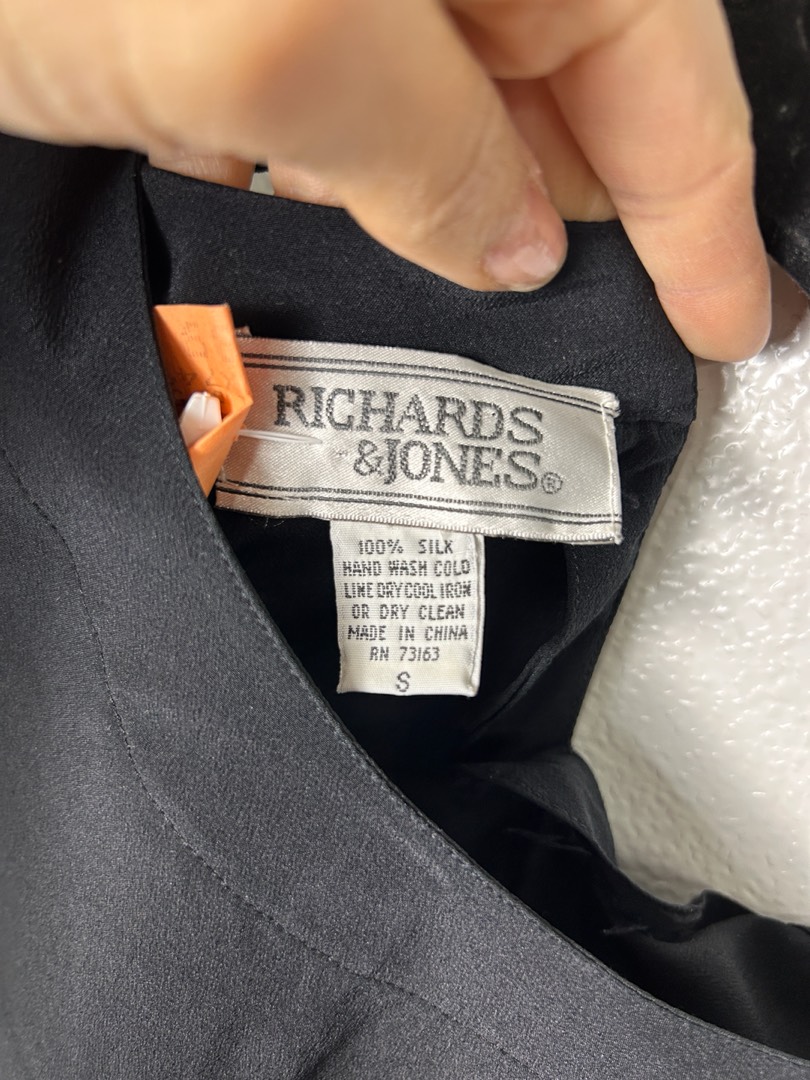 RICHARDS
&JONES®
100% SILK
HAND WASH COLD
LINE DRY COOL IRON
OR DRY CLEAN
MADE IN CHINA
RN 73163
S